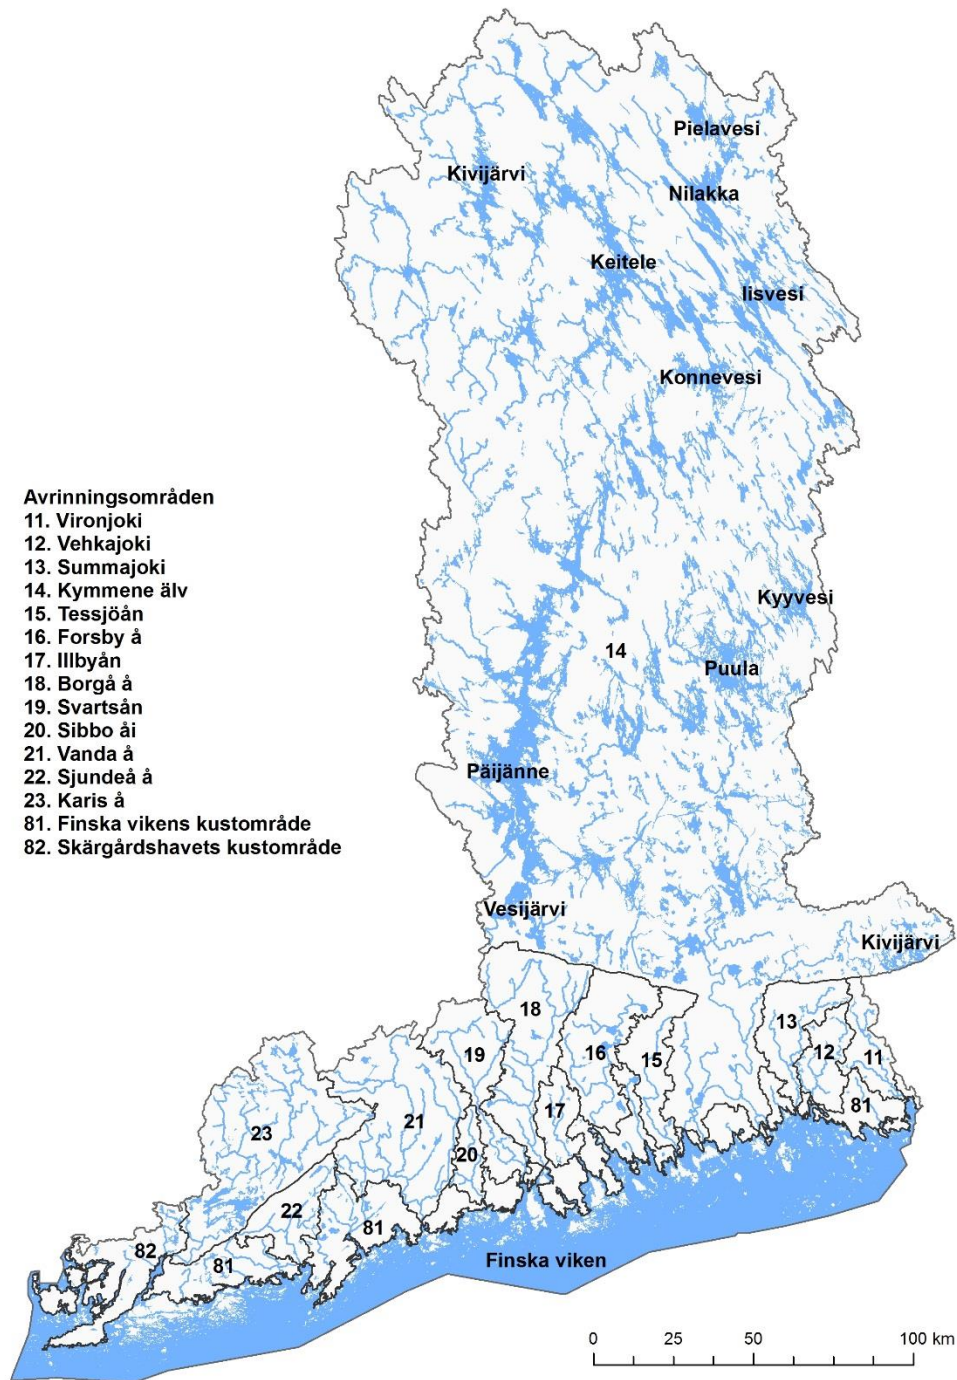 Pielavesi
Kivijärvi
Nilakka
Keitele
Iisvesi
Konnevesi
Avrinningsområden
11. Vironjoki
12. Vehkajoki
13. Summajoki
14. Kymmene älv
15. Tessjöån
16. Forsby å
17. Illbyån
18. Borgå å
19. Svartsån
20. Sibbo åi
21. Vanda å
22. Sjundeå å
23. Karis å
81. Finska vikens kustområde
82. Skärgårdshavets kustområde
Kyyvesi
14
Puula
Päijänne
Vesijärvi
Kivijärvi
18
13
19
16
15
12
11
17
81
21
23
20
22
81
82
81
Finska viken
0 25 50 100 km